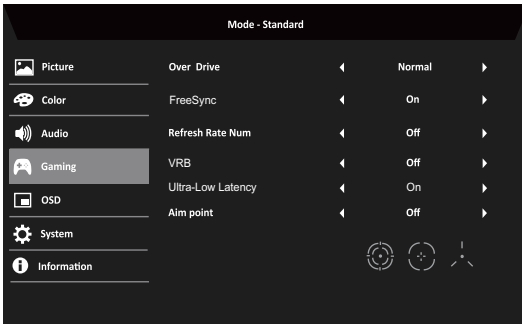 Mode - Standard
Picture
Over Drive Normal
Color
FreeSync On
Audio
Refresh Rate Num Off
Gaming
VRB Off
Ultra-Low Latency On
OSD
Aim point Off
System
Information